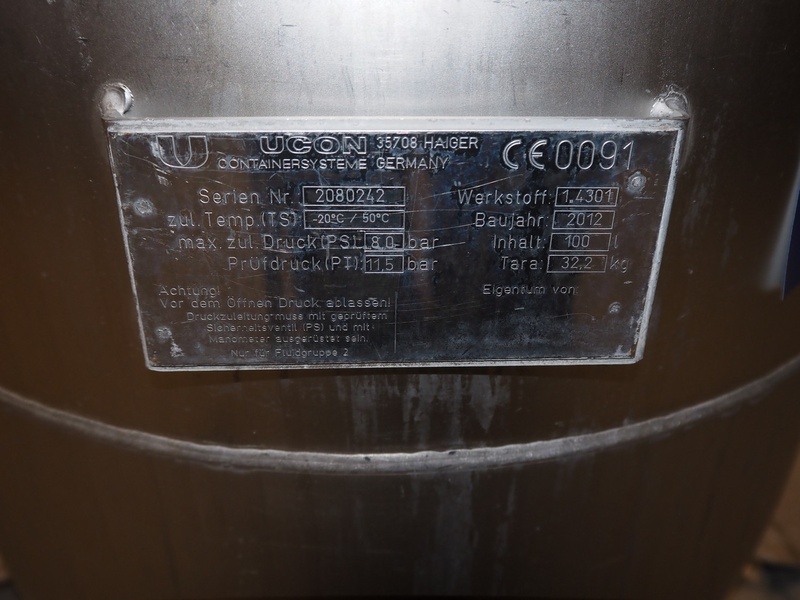 U UCON 35708 HAIGER
CONTAINERSYSTEME GERMANY
CE 0091
Serien Nr. 2080242
zul. Temp.(TS) -20°C / 50°C
max. zul. Druck(PS) 8,0 bar
Prüfdruck(PT) 11,5 bar
Werkstoff: 1.4301
Baujahr: 2012
Inhalt: 100 l
Tara: 32,2 kg
Achtung!
Vor dem Öffnen Druck ablassen!
Druckzuleitung muss mit geprüftem
Sicherheitsventil (PS) und mit
Manometer ausgerüstet sein.
Nur für Fluidgruppe 2
Eigentum von: